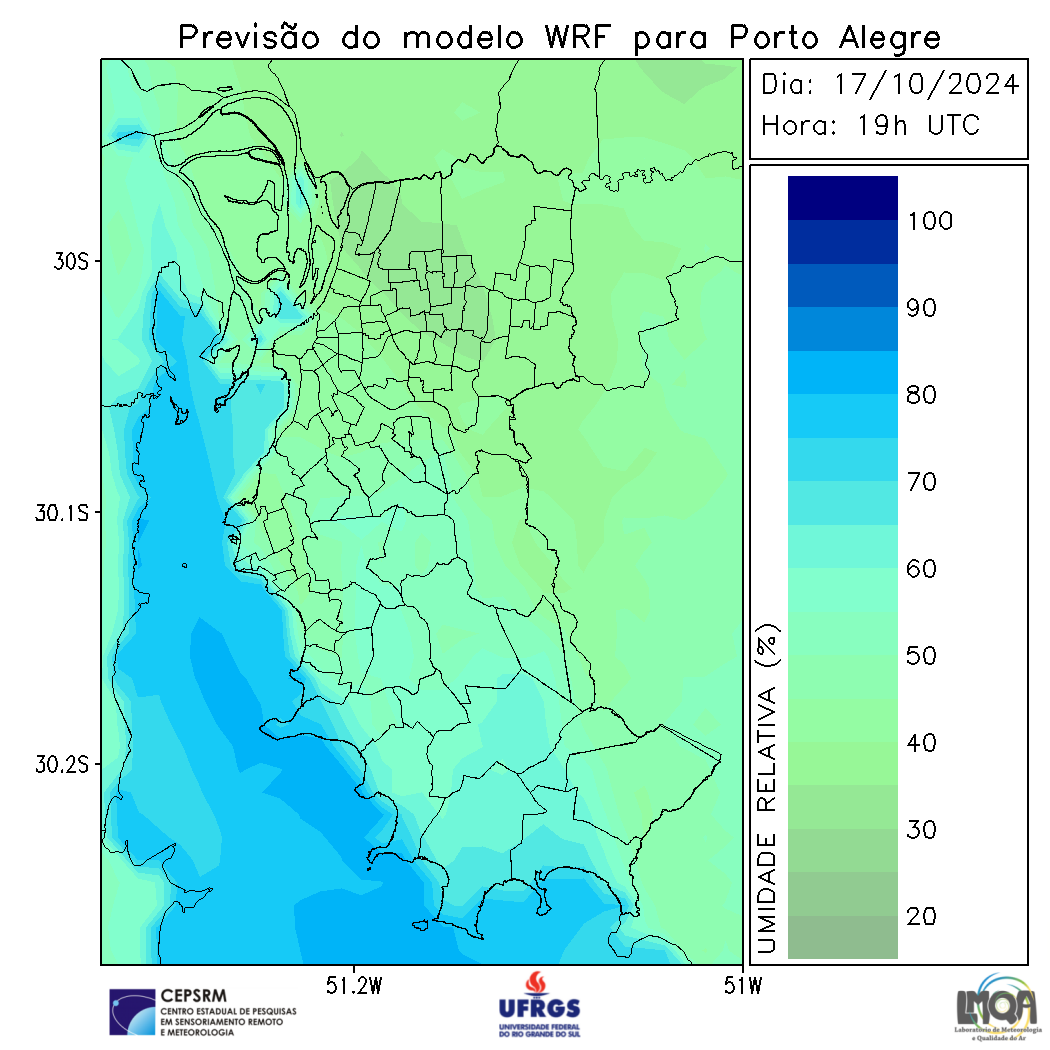 Previsão do modelo WRF para Porto Alegre
Dia: 17/10/2024
Hora: 19h UTC
100
90
80
70
60
50
40
30
20
UMIDADE RELATIVA (%)
30S
30.1S
30.2S
51.2W
51W
CEPSRM
CENTRO ESTADUAL DE PESQUISAS
EM SENSORIAMENTO REMOTO
E METEOROLOGIA
UFRGS
UNIVERSIDADE FEDERAL
DO RIO GRANDE DO SUL
LMQA
Laboratório de Meteorologia
e Qualidade do Ar